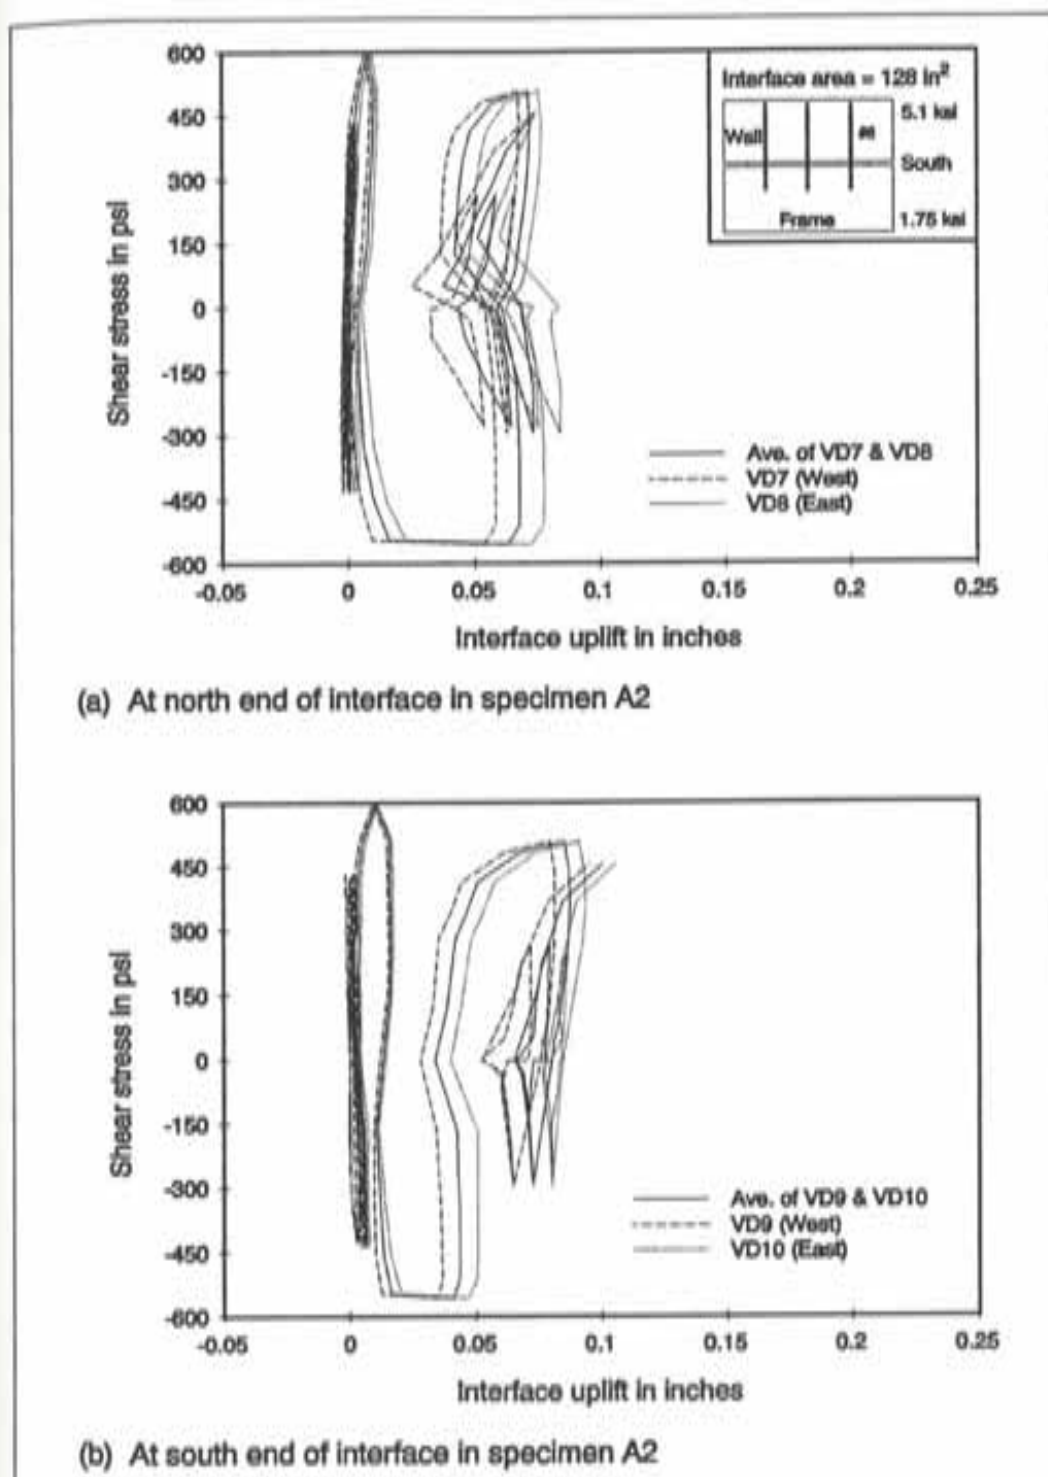 600
450
300
150
0
-150
-300
-450
-600
Shear stress in psi
Interface area = 128 in²
Wall
#6
5.1 ksi
South
Frame
1.75 ksi
Ave. of VD7 & VD8
VD7 (West)
VD8 (East)
-0.05 0 0.05 0.1 0.15 0.2 0.25
Interface uplift in inches
(a) At north end of interface in specimen A2
600
450
300
150
0
-150
-300
-450
-600
Shear stress in psi
Ave. of VD9 & VD10
VD9 (West)
VD10 (East)
-0.05 0 0.05 0.1 0.15 0.2 0.25
Interface uplift in inches
(b) At south end of interface in specimen A2